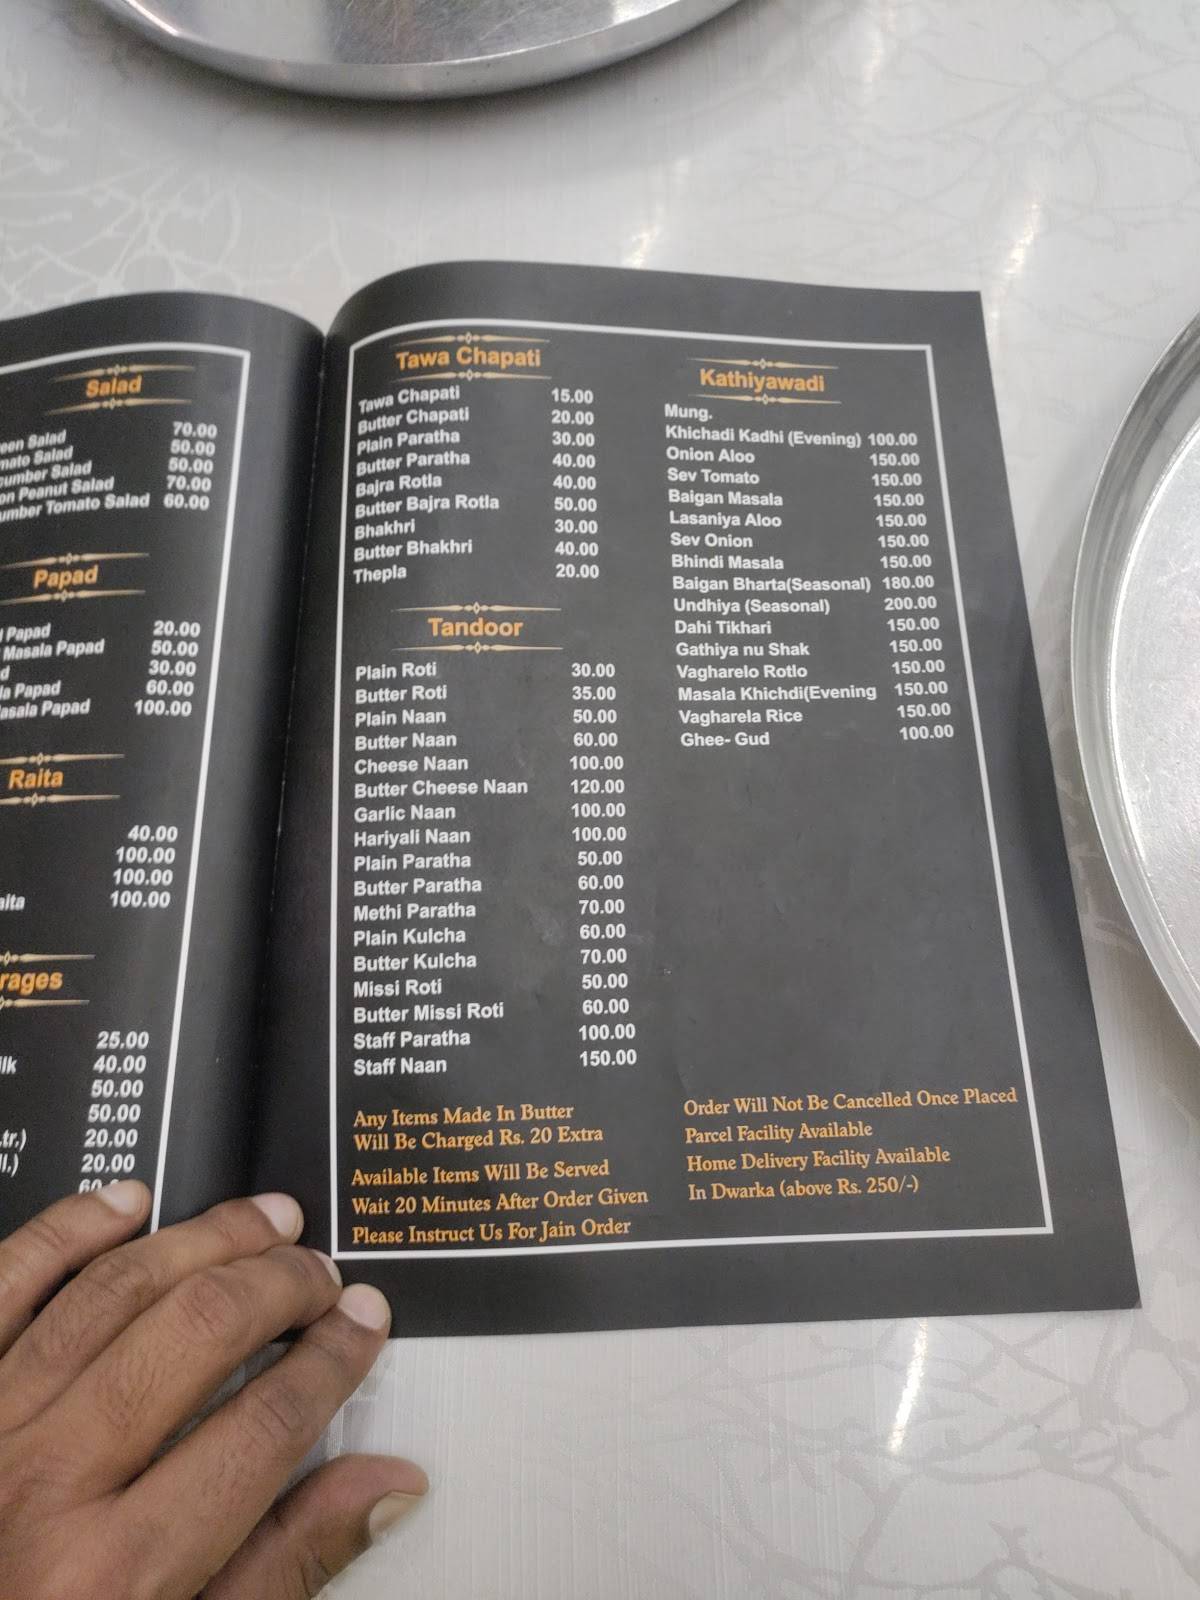 Salad
Salad 70.00
Salad 50.00
Salad 50.00
Peanut Salad 70.00
Tomato Salad 60.00
Papad
Papad 20.00
Masala Papad 50.00
30.00
Papad 60.00
Papad 100.00
Raita
40.00
100.00
100.00
100.00
25.00
40.00
50.00
50.00
20.00
20.00
Tawa Chapati
Tawa Chapati 15.00
Butter Chapati 20.00
Plain Paratha 30.00
Butter Paratha 40.00
Bajra Rotla 40.00
Butter Bajra Rotla 50.00
Bhakhri 30.00
Butter Bhakhri 40.00
Thepla 20.00
Tandoor
Plain Roti 30.00
Butter Roti 35.00
Plain Naan 50.00
Butter Naan 60.00
Cheese Naan 100.00
Butter Cheese Naan 120.00
Garlic Naan 100.00
Hariyali Naan 100.00
Plain Paratha 50.00
Butter Paratha 60.00
Methi Paratha 70.00
Plain Kulcha 60.00
Butter Kulcha 70.00
Missi Roti 50.00
Butter Missi Roti 60.00
Staff Paratha 100.00
Staff Naan 150.00
Any Items Made In Butter
Will Be Charged Rs. 20 Extra
Available Items Will Be Served
Wait 20 Minutes After Order Given
Please Instruct Us For Jain Order
Kathiyawadi
Mung.
Khichadi Kadhi (Evening) 100.00
Onion Aloo 150.00
Sev Tomato 150.00
Baigan Masala 150.00
Lasaniya Aloo 150.00
Sev Onion 150.00
Bhindi Masala 150.00
Baigan Bharta(Seasonal) 180.00
Undhiya (Seasonal) 200.00
Dahi Tikhari 150.00
Gathiya nu Shak 150.00
Vagharelo Rotlo 150.00
Masala Khichdi(Evening 150.00
Vagharela Rice 150.00
Ghee- Gud 100.00
Order Will Not Be Cancelled Once Placed
Parcel Facility Available
Home Delivery Facility Available
In Dwarka (above Rs. 250/-)